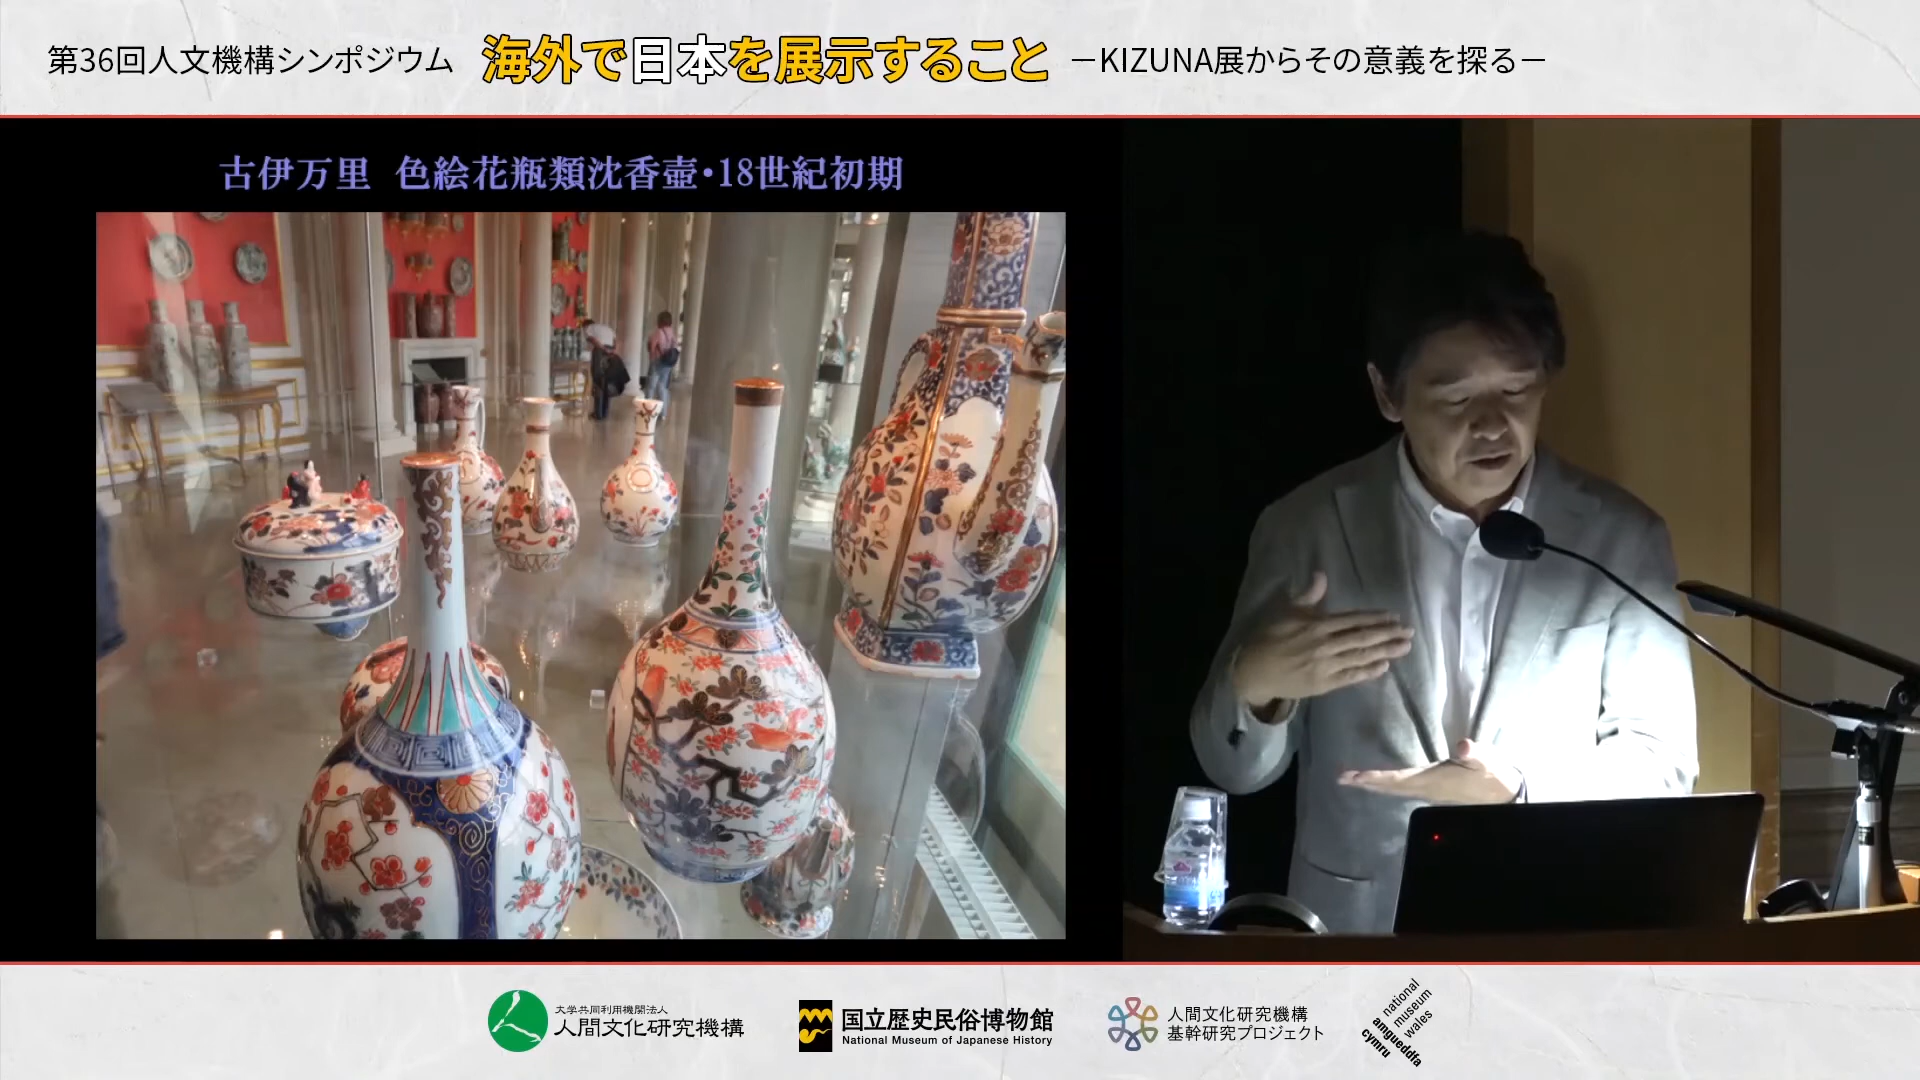 第36回人文機構シンポジウム 海外で日本を展示すること －KIZUNA展からその意義を探る－
古伊万里 色絵花瓶類沈香壷・18世紀初期
大学共同利用機関法人
人間文化研究機構
国立歴史民俗博物館
National Museum of Japanese History
人間文化研究機構
基幹研究プロジェクト
national
museum
wales
amgueddfa
cymru